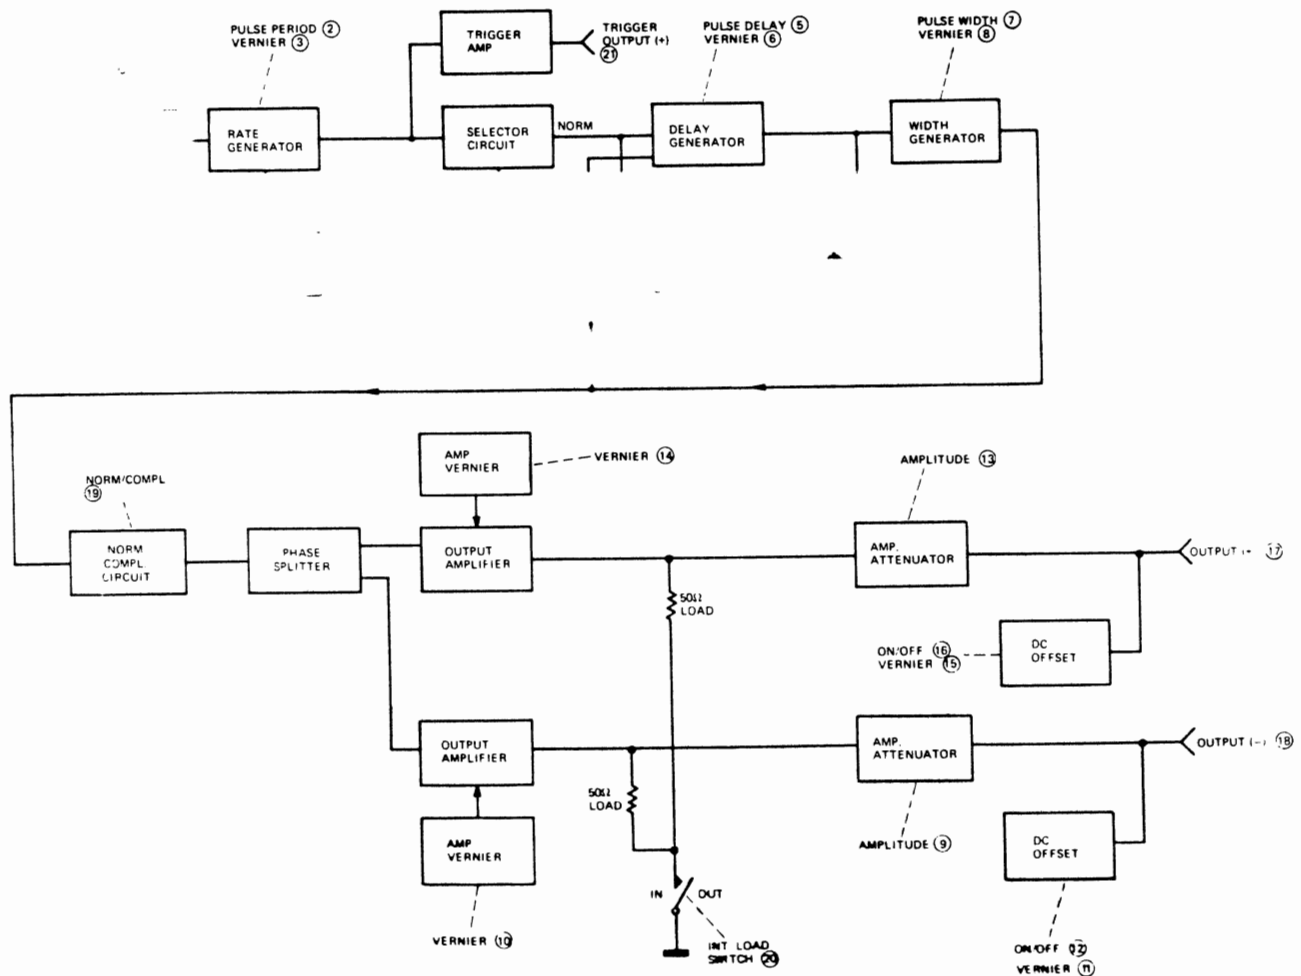 PULSE PERIOD ②
VERNIER ③
TRIGGER
AMP
TRIGGER
OUTPUT (+)
㉑
PULSE DELAY ⑤
VERNIER ⑥
PULSE WIDTH ⑦
VERNIER ⑧
RATE
GENERATOR
SELECTOR
CIRCUIT
NORM
DELAY
GENERATOR
WIDTH
GENERATOR
AMP
VERNIER
VERNIER ⑭
AMPLITUDE ⑬
NORM/COMPL
⑲
NORM
COMPL
CIRCUIT
PHASE
SPLITTER
OUTPUT
AMPLIFIER
AMP.
ATTENUATOR
OUTPUT (+ ⑰
50Ω
LOAD
ON/OFF ⑯
VERNIER ⑮
DC
OFFSET
OUTPUT
AMPLIFIER
AMP.
ATTENUATOR
OUTPUT (–) ⑱
50Ω
LOAD
AMP
VERNIER
AMPLITUDE ⑨
DC
OFFSET
IN
OUT
VERNIER ⑩
INT LOAD
SWITCH ⑳
ON/OFF ⑫
VERNIER ⑪